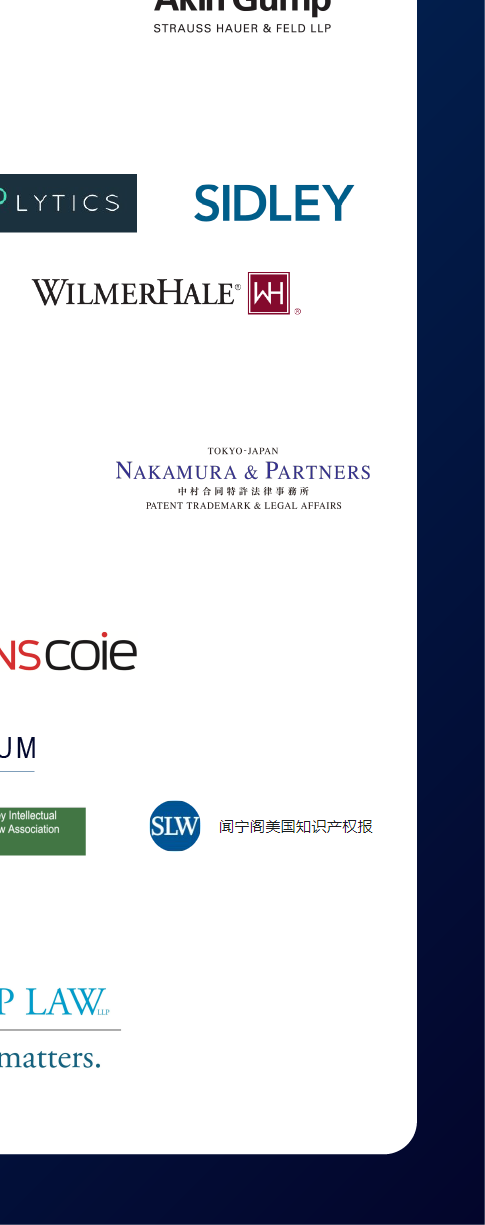 Akin Gump
STRAUSS HAUER & FELD LLP
LYTICS
SIDLEY
WILMERHALE®
WH
®
TOKYO-JAPAN
NAKAMURA & PARTNERS
中村合同特許法律事務所
PATENT TRADEMARK & LEGAL AFFAIRS
NScoie
UM
by Intellectual
w Association
SLW
闻宁阁美国知识产权报
P LAW LLP
matters.